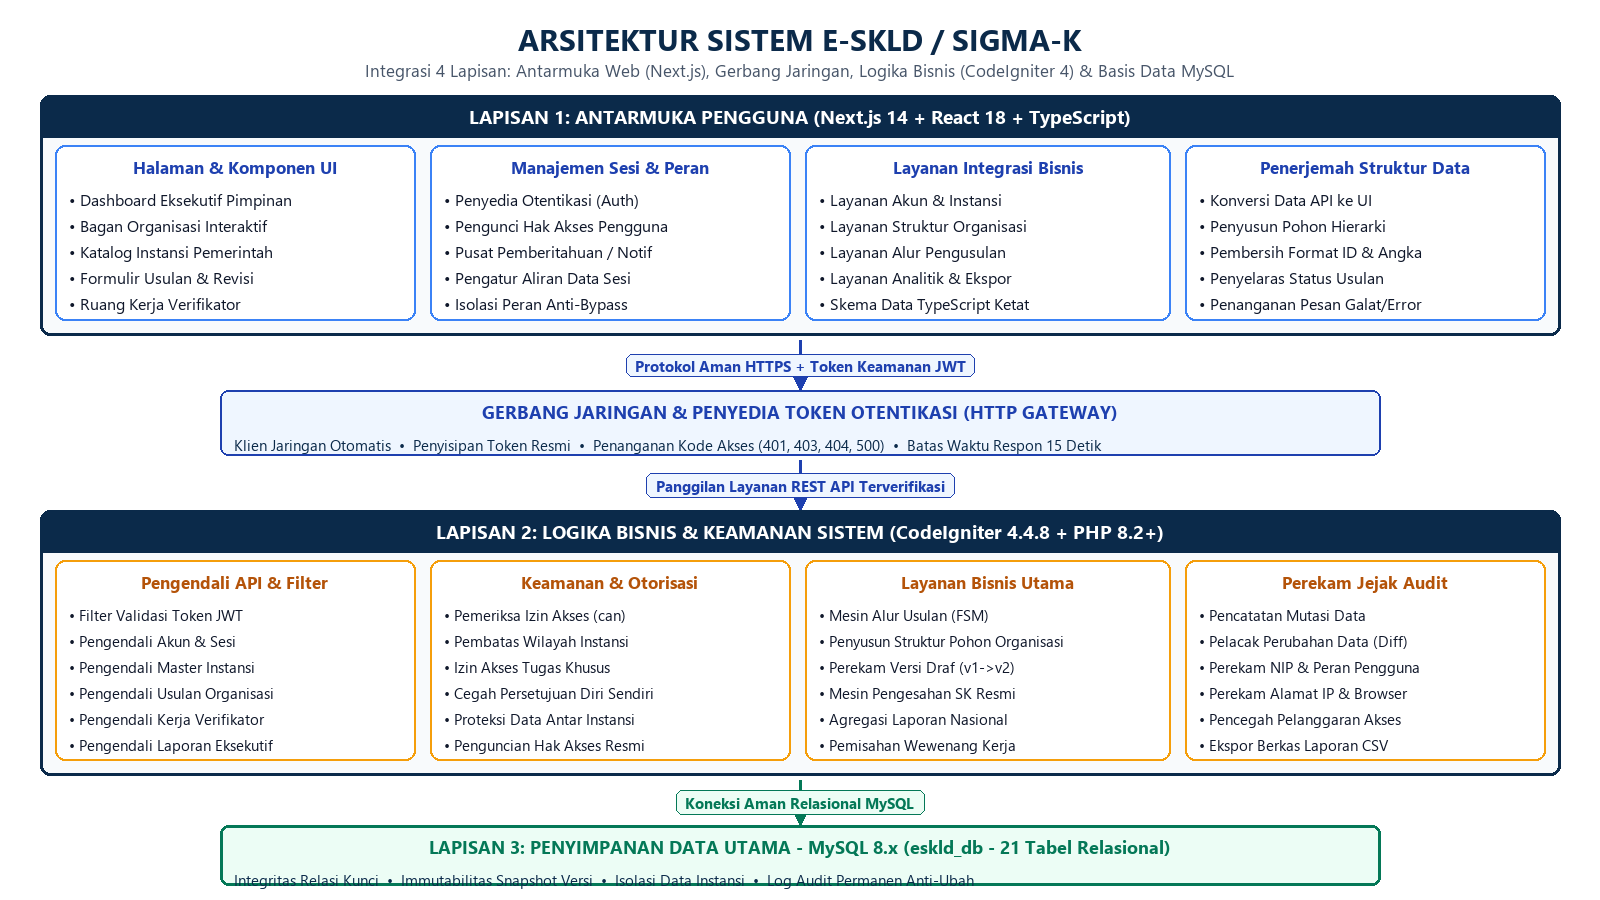 ARSITEKTUR SISTEM E-SKLD / SIGMA-K
Integrasi 4 Lapisan: Antarmuka Web (Next.js), Gerbang Jaringan, Logika Bisnis (CodeIgniter 4) & Basis Data MySQL
LAPISAN 1: ANTARMUKA PENGGUNA (Next.js 14 + React 18 + TypeScript)
Halaman & Komponen UI
• Dashboard Eksekutif Pimpinan
• Bagan Organisasi Interaktif
• Katalog Instansi Pemerintah
• Formulir Usulan & Revisi
• Ruang Kerja Verifikator
Manajemen Sesi & Peran
• Penyedia Otentikasi (Auth)
• Pengunci Hak Akses Pengguna
• Pusat Pemberitahuan / Notif
• Pengatur Aliran Data Sesi
• Isolasi Peran Anti-Bypass
Layanan Integrasi Bisnis
• Layanan Akun & Instansi
• Layanan Struktur Organisasi
• Layanan Alur Pengusulan
• Layanan Analitik & Ekspor
• Skema Data TypeScript Ketat
Penerjemah Struktur Data
• Konversi Data API ke UI
• Penyusun Pohon Hierarki
• Pembersih Format ID & Angka
• Penyelaras Status Usulan
• Penanganan Pesan Galat/Error
Protokol Aman HTTPS + Token Keamanan JWT
GERBANG JARINGAN & PENYEDIA TOKEN OTENTIKASI (HTTP GATEWAY)
Klien Jaringan Otomatis • Penyisipan Token Resmi • Penanganan Kode Akses (401, 403, 404, 500) • Batas Waktu Respon 15 Detik
Panggilan Layanan REST API Terverifikasi
LAPISAN 2: LOGIKA BISNIS & KEAMANAN SISTEM (CodeIgniter 4.4.8 + PHP 8.2+)
Pengendali API & Filter
• Filter Validasi Token JWT
• Pengendali Akun & Sesi
• Pengendali Master Instansi
• Pengendali Usulan Organisasi
• Pengendali Kerja Verifikator
• Pengendali Laporan Eksekutif
Keamanan & Otorisasi
• Pemeriksa Izin Akses (can)
• Pembatas Wilayah Instansi
• Izin Akses Tugas Khusus
• Cegah Persetujuan Diri Sendiri
• Proteksi Data Antar Instansi
• Penguncian Hak Akses Resmi
Layanan Bisnis Utama
• Mesin Alur Usulan (FSM)
• Penyusun Struktur Pohon Organisasi
• Perekam Versi Draf (v1->v2)
• Mesin Pengesahan SK Resmi
• Agregasi Laporan Nasional
• Pemisahan Wewenang Kerja
Perekam Jejak Audit
• Pencatatan Mutasi Data
• Pelacak Perubahan Data (Diff)
• Perekam NIP & Peran Pengguna
• Perekam Alamat IP & Browser
• Pencegah Pelanggaran Akses
• Ekspor Berkas Laporan CSV
Koneksi Aman Relasional MySQL
LAPISAN 3: PENYIMPANAN DATA UTAMA - MySQL 8.x (eskld_db - 21 Tabel Relasional)
Integritas Relasi Kunci • Immutabilitas Snapshot Versi • Isolasi Data Instansi • Log Audit Permanen Anti-Ubah